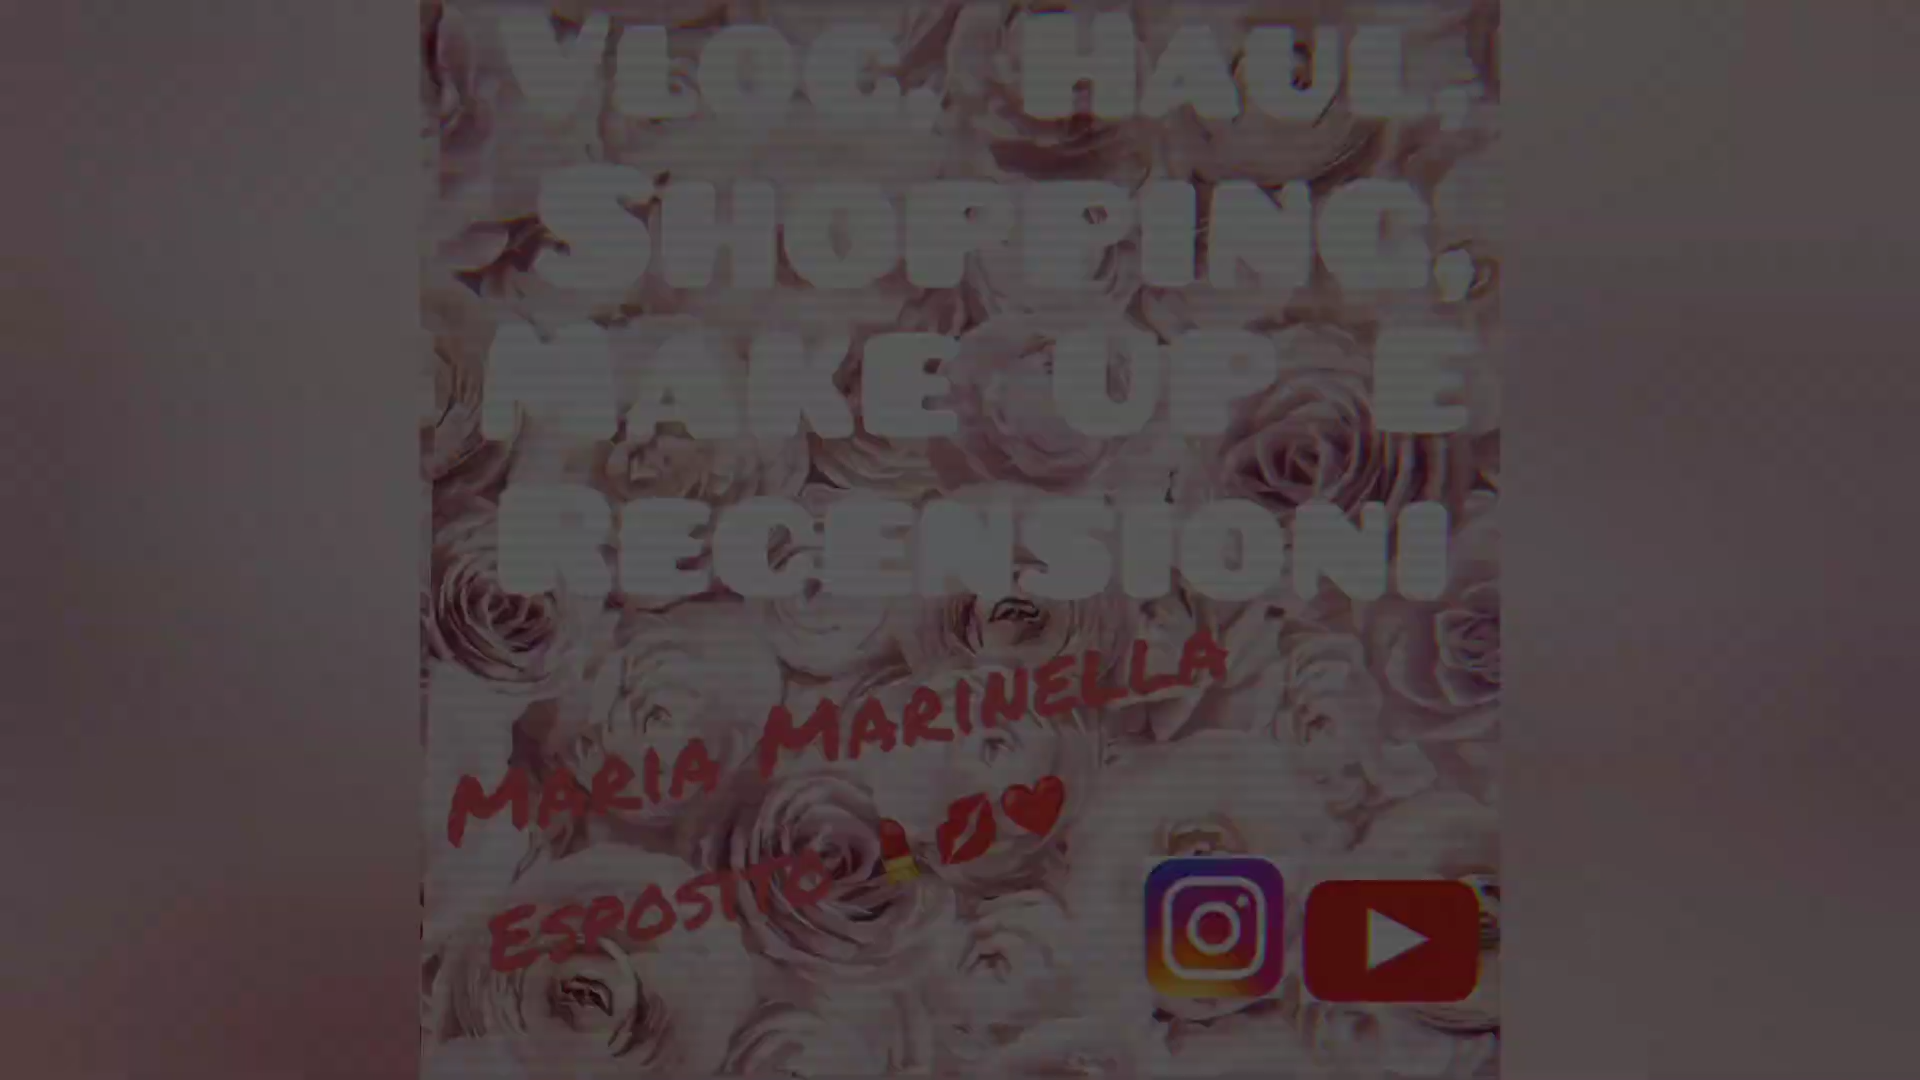 Vlog, Haul,
Shopping,
Make Up E
Recensioni
Maria Marinella
Esposito